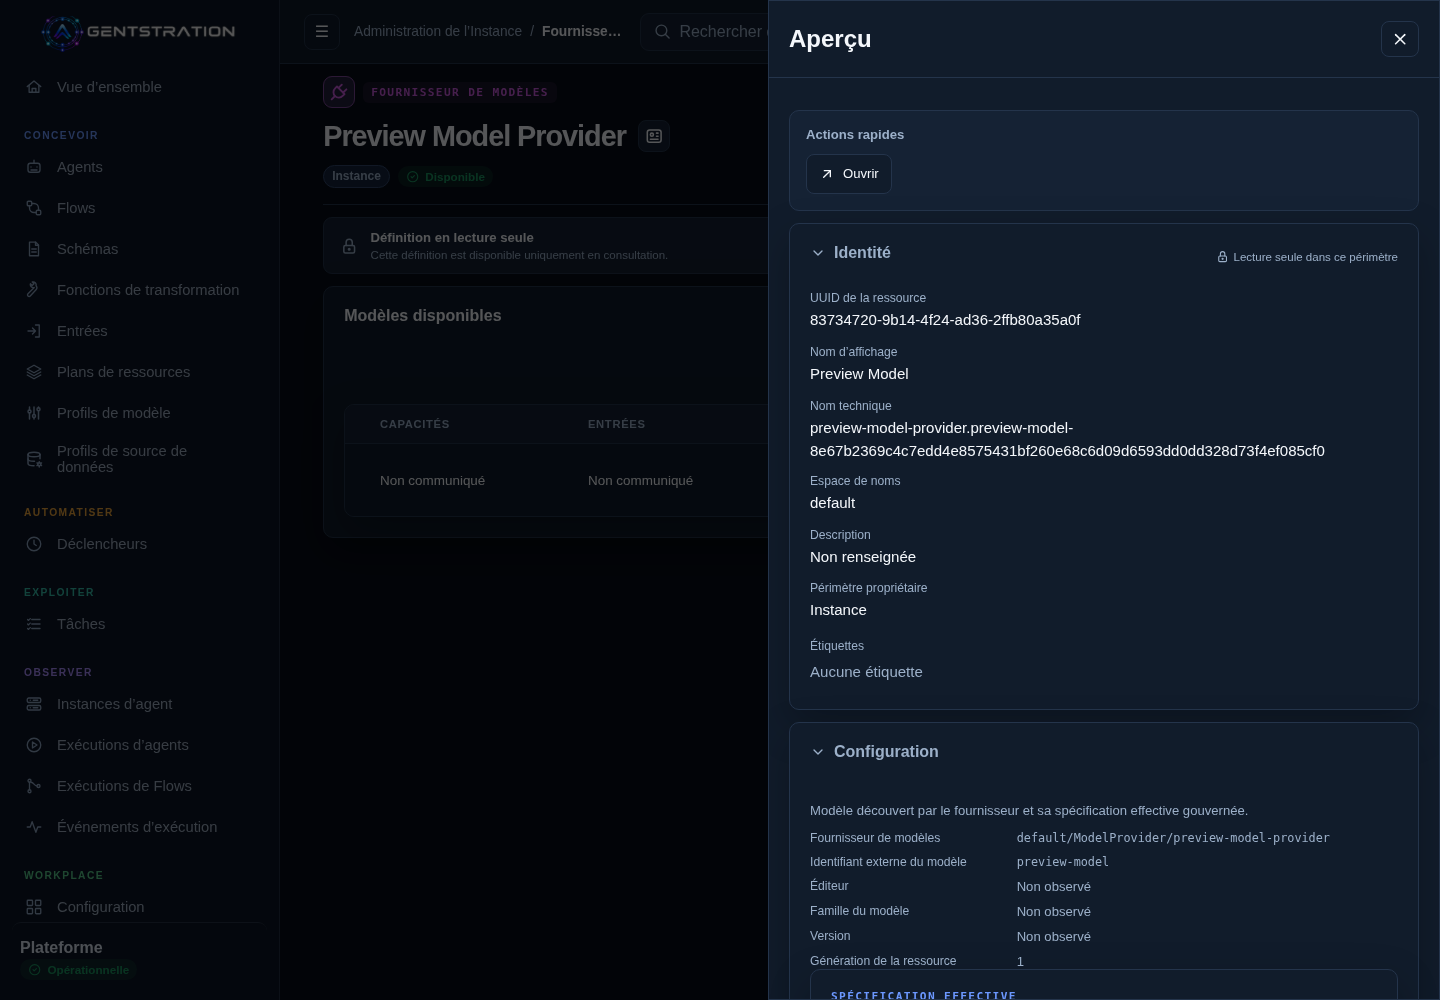 GENTSTRATION
Vue d’ensemble
CONCEVOIR
Agents
Flows
Schémas
Fonctions de transformation
Entrées
Plans de ressources
Profils de modèle
Profils de source de
données
AUTOMATISER
Déclencheurs
EXPLOITER
Tâches
OBSERVER
Instances d’agent
Exécutions d’agents
Exécutions de Flows
Événements d’exécution
WORKPLACE
Configuration
Plateforme
Opérationnelle
Administration de l’Instance / Fournisse…
Rechercher
FOURNISSEUR DE MODÈLES
Preview Model Provider
Instance
Disponible
Définition en lecture seule
Cette définition est disponible uniquement en consultation.
Modèles disponibles
CAPACITÉS ENTRÉES
Non communiqué Non communiqué
Aperçu
Actions rapides
Ouvrir
Identité
Lecture seule dans ce périmètre
UUID de la ressource
83734720-9b14-4f24-ad36-2ffb80a35a0f
Nom d’affichage
Preview Model
Nom technique
preview-model-provider.preview-model-
8e67b2369c4c7edd4e8575431bf260e68c6d09d6593dd0dd328d73f4ef085cf0
Espace de noms
default
Description
Non renseignée
Périmètre propriétaire
Instance
Étiquettes
Aucune étiquette
Configuration
Modèle découvert par le fournisseur et sa spécification effective gouvernée.
Fournisseur de modèles default/ModelProvider/preview-model-provider
Identifiant externe du modèle preview-model
Éditeur Non observé
Famille du modèle Non observé
Version Non observé
Génération de la ressource 1
SPÉCIFICATION EFFECTIVE